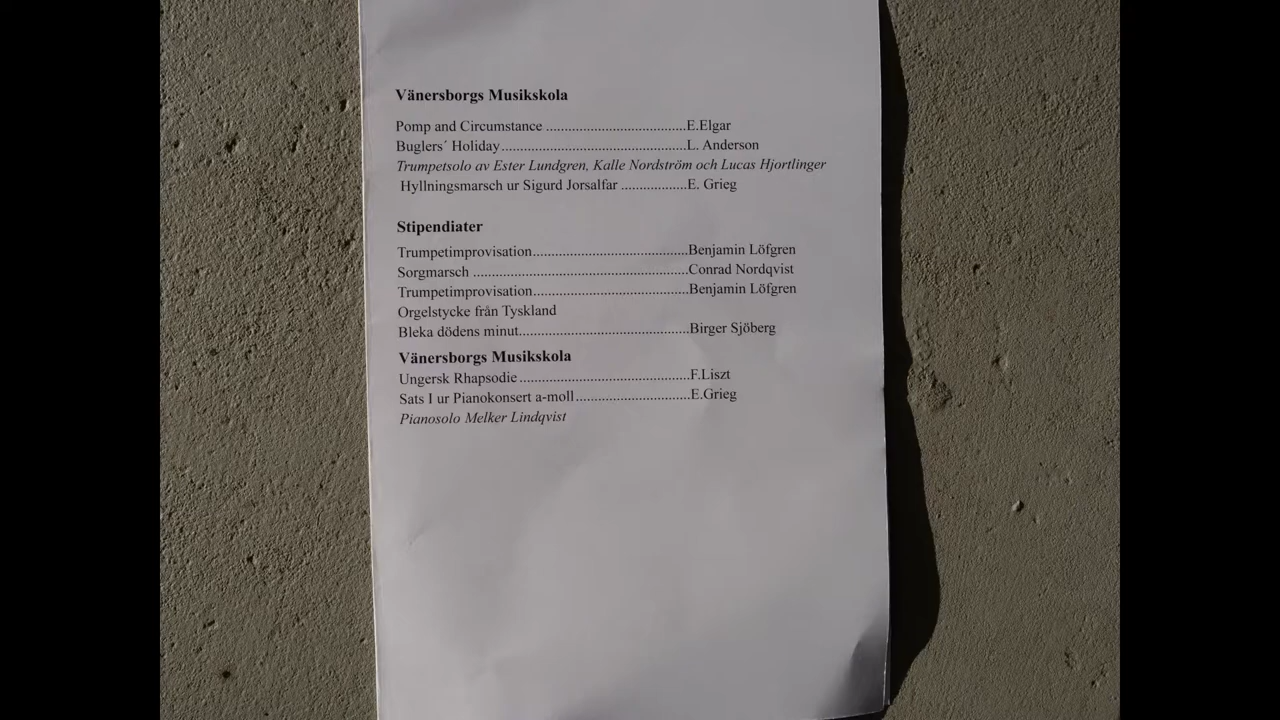 Vänersborgs Musikskola
Pomp and Circumstance ......................................E.Elgar
Buglers´ Holiday..................................................L. Anderson
Trumpetsolo av Ester Lundgren, Kalle Nordström och Lucas Hjortlinger
Hyllningsmarsch ur Sigurd Jorsalfar ..................E. Grieg
Stipendiater
Trumpetimprovisation..........................................Benjamin Löfgren
Sorgmarsch ..........................................................Conrad Nordqvist
Trumpetimprovisation..........................................Benjamin Löfgren
Orgelstycke från Tyskland
Bleka dödens minut..............................................Birger Sjöberg
Vänersborgs Musikskola
Ungersk Rhapsodie ..............................................F.Liszt
Sats I ur Pianokonsert a-moll...............................E.Grieg
Pianosolo Melker Lindqvist